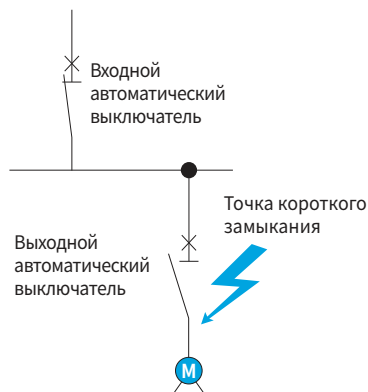 Входной
автоматический
выключатель
Точка короткого
замыкания
Выходной
автоматический
выключатель
M